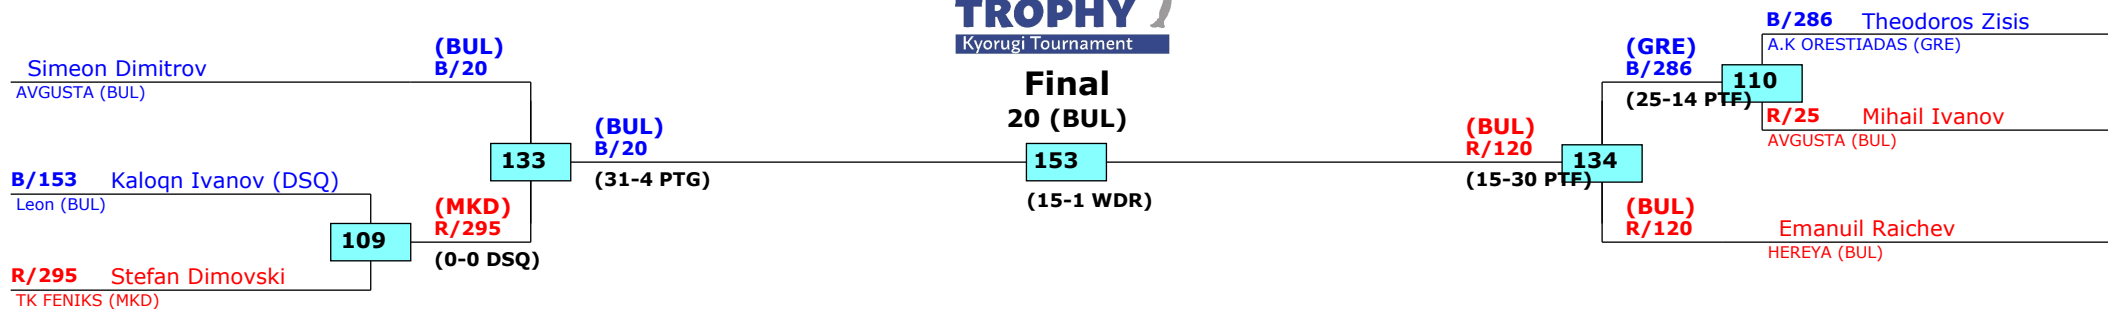 TROPHY
Kyorugi Tournament
Final
20 (BUL)
153
(15-1 WDR)
Simeon Dimitrov
AVGUSTA (BUL)
(BUL)
B/20
B/153 Kaloqn Ivanov (DSQ)
Leon (BUL)
109
R/295 Stefan Dimovski
TK FENIKS (MKD)
(MKD)
R/295
(0-0 DSQ)
133
(BUL)
B/20
(31-4 PTG)
(BUL)
R/120
(15-30 PTF)
134
(GRE)
B/286
(25-14 PTF)
110
B/286 Theodoros Zisis
A.K ORESTIADAS (GRE)
R/25 Mihail Ivanov
AVGUSTA (BUL)
(BUL)
R/120
Emanuil Raichev
HEREYA (BUL)